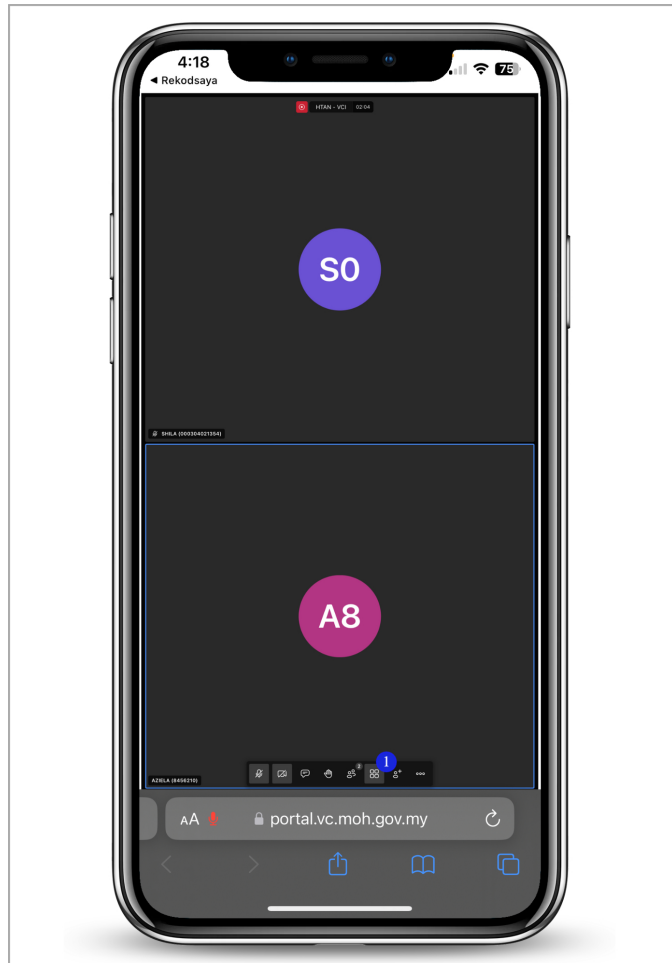 4:18
75
◀ Rekodsaya
HTAN - VCI 02:04
S0
SHILA (000304021354)
A8
1
2
AZIELA (8456210)
AA portal.vc.moh.gov.my